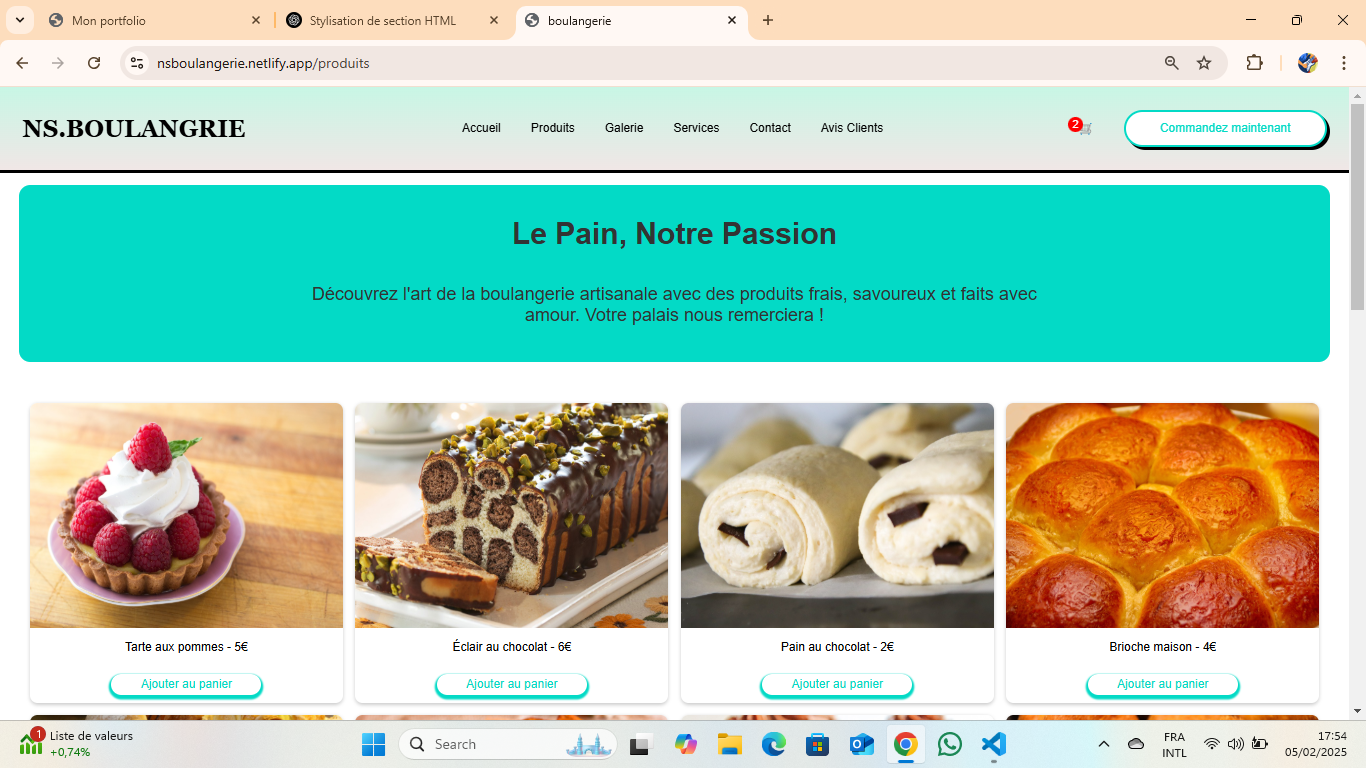 Mon portfolio
Stylisation de section HTML
boulangerie
nsboulangerie.netlify.app/produits
NS.BOULANGRIE
Accueil
Produits
Galerie
Services
Contact
Avis Clients
2
Commandez maintenant
Le Pain, Notre Passion
Découvrez l'art de la boulangerie artisanale avec des produits frais, savoureux et faits avec
amour. Votre palais nous remerciera !
Tarte aux pommes - 5€
Éclair au chocolat - 6€
Pain au chocolat - 2€
Brioche maison - 4€
Ajouter au panier
Ajouter au panier
Ajouter au panier
Ajouter au panier
1
Liste de valeurs
+0,74%
Search
FRA
INTL
17:54
05/02/2025